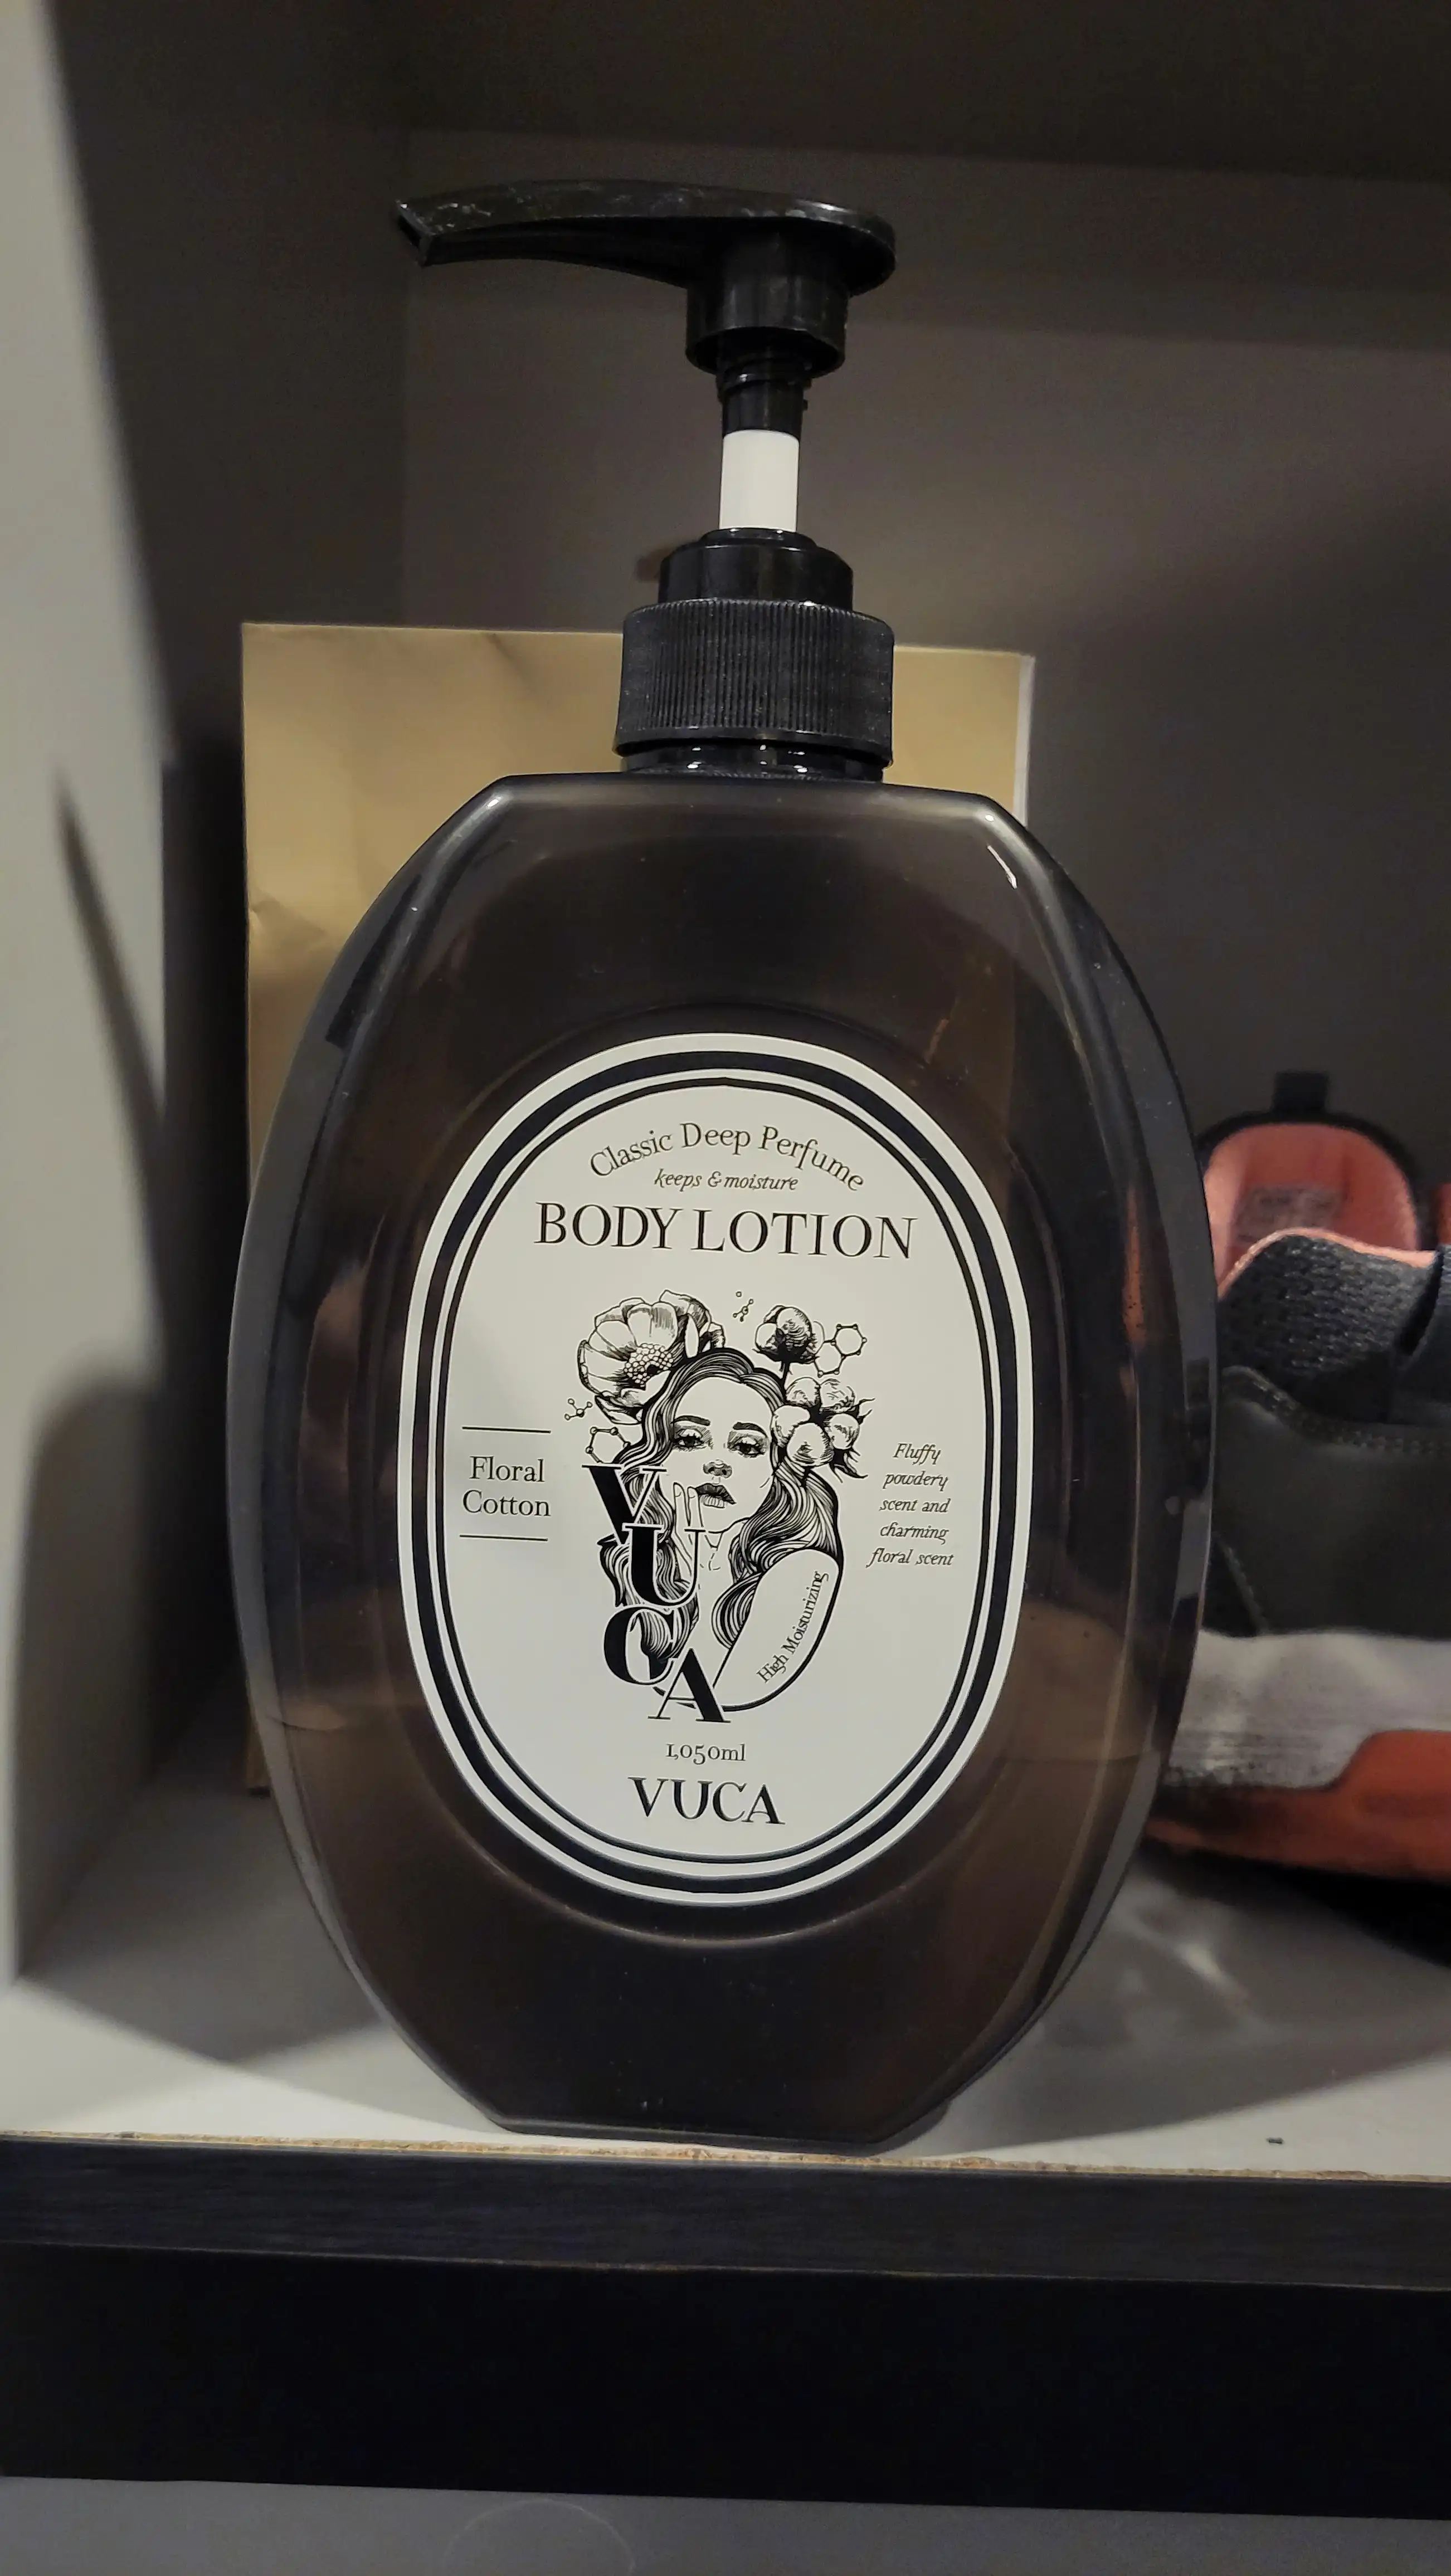 Classic Deep Perfume
keeps & moisture
BODY LOTION
Floral
Cotton
Fluffy
powdery
scent and
charming
floral scent
VUCA
High Moisturizing
1,050ml
VUCA